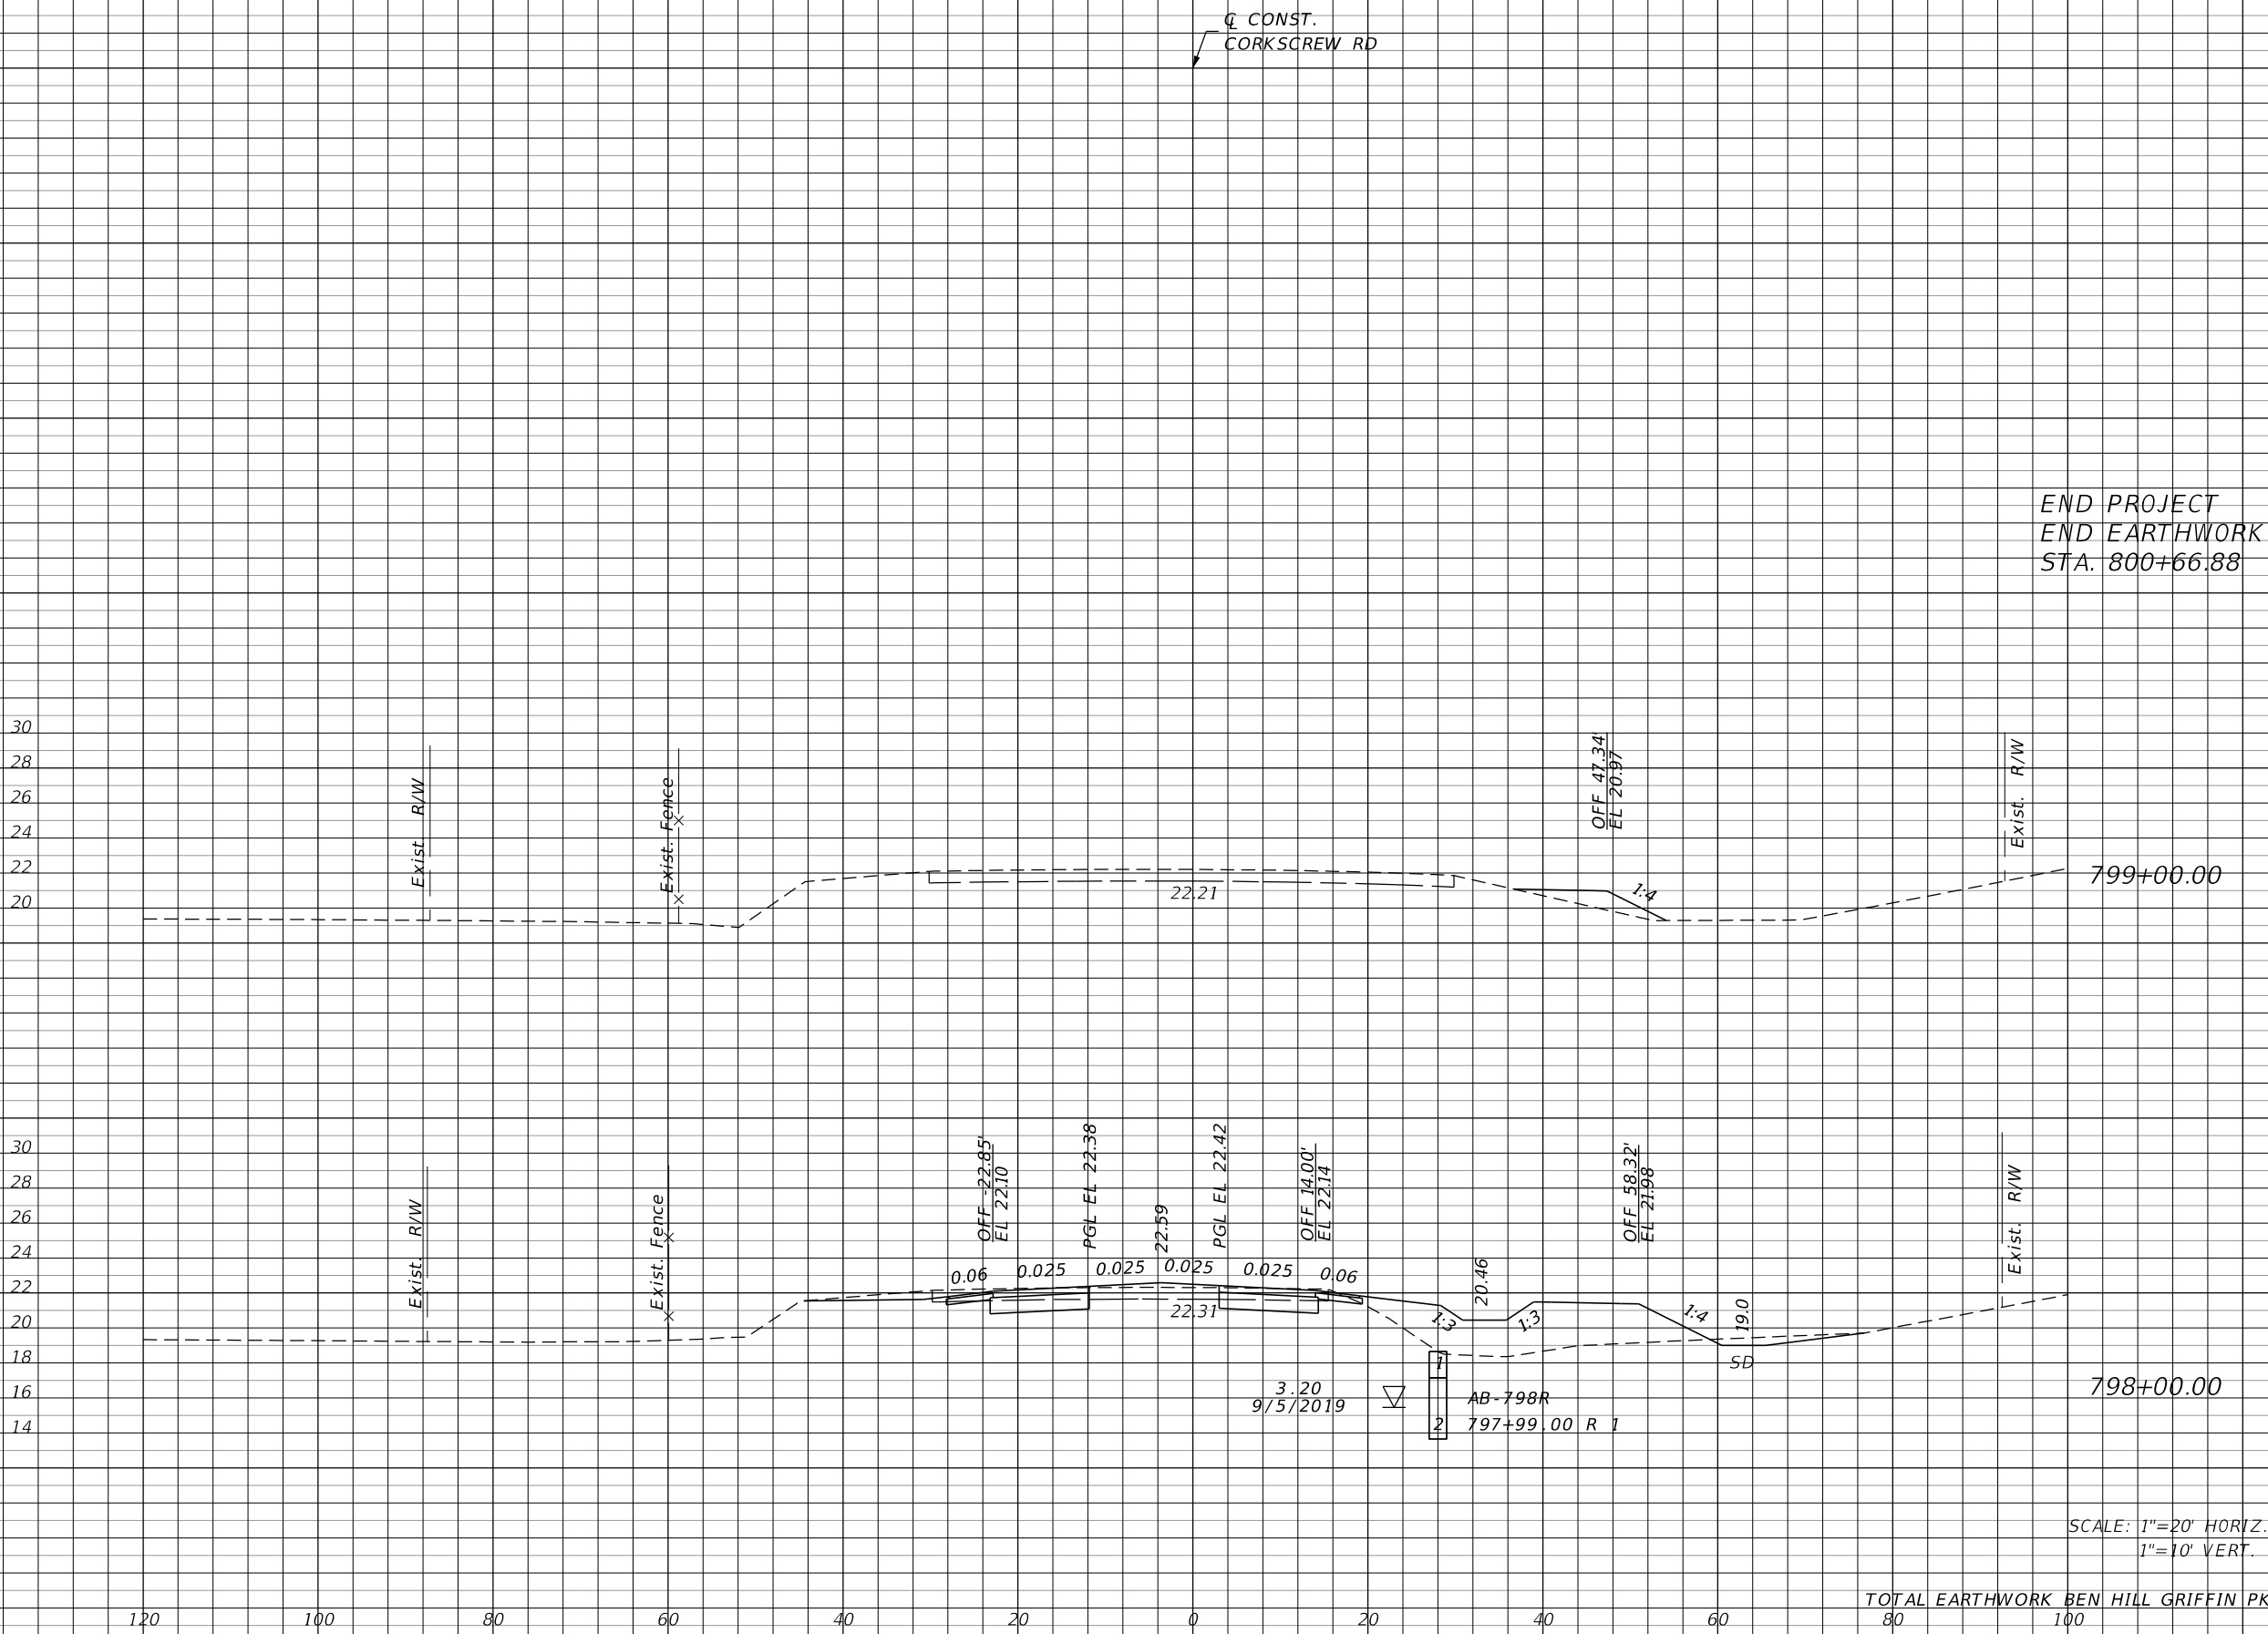 ℄ CONST.
CORKSCREW RD
END PROJECT
END EARTHWORK
STA. 800+66.88
30
28
26
24
22
20
Exist. R/W
Exist. Fence
22.21
OFF 47.34'
EL 20.97
1:4
Exist. R/W
799+00.00
30
28
26
24
22
20
18
16
14
Exist. R/W
Exist. Fence
OFF -22.85'
EL 22.10
PGL EL 22.38
22.59
PGL EL 22.42
OFF 14.00'
EL 22.14
0.06
0.025
0.025
0.025
0.025
0.06
22.31
20.46
1:3
1:3
OFF 58.32'
EL 21.98
1:4
19.0
SD
Exist. R/W
798+00.00
1
3.20
9/5/2019
AB-798R
2
797+99.00 R 1
SCALE: 1"=20' HORIZ.
1"=10' VERT.
TOTAL EARTHWORK BEN HILL GRIFFIN PK
120
100
80
60
40
20
0
20
40
60
80
100